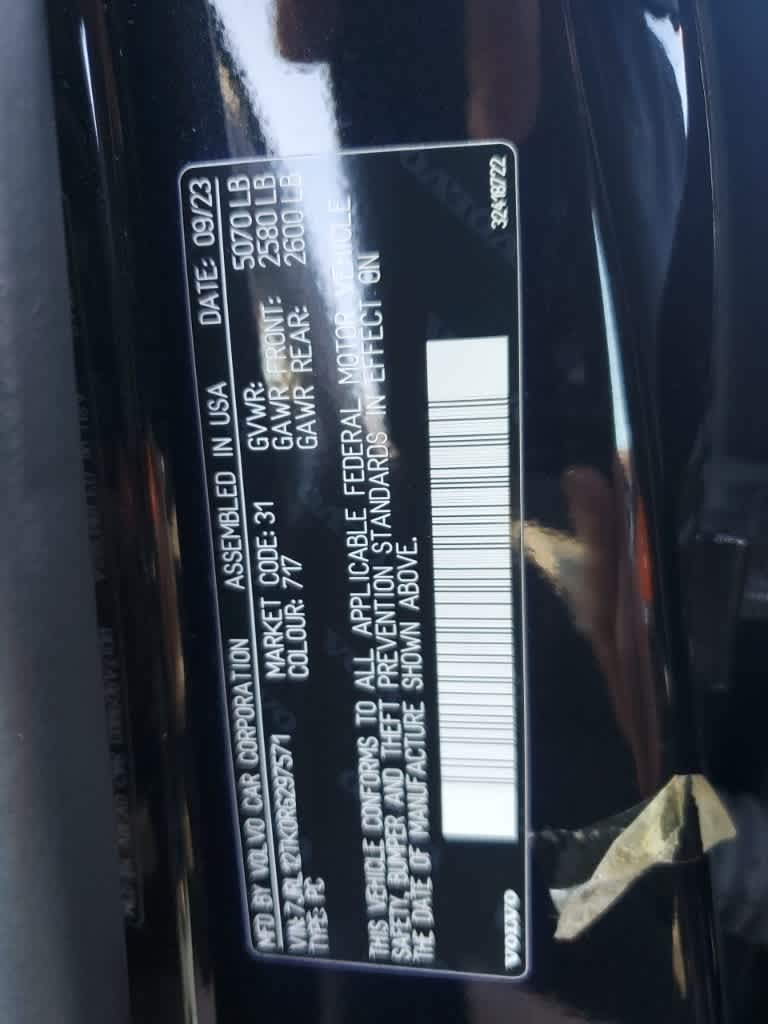 MFD BY VOLVO CAR CORPORATION ASSEMBLED IN USA DATE: 09/23
VIN: 7JRL12TK0RG297571 MARKET CODE: 31 GVWR: 5070 LB
TYPE: PC COLOUR: 717 GAWR FRONT: 2580 LB
GAWR REAR: 2600 LB
THIS VEHICLE CONFORMS TO ALL APPLICABLE FEDERAL MOTOR VEHICLE
SAFETY, BUMPER AND THEFT PREVENTION STANDARDS IN EFFECT ON
THE DATE OF MANUFACTURE SHOWN ABOVE.
VOLVO 32418722